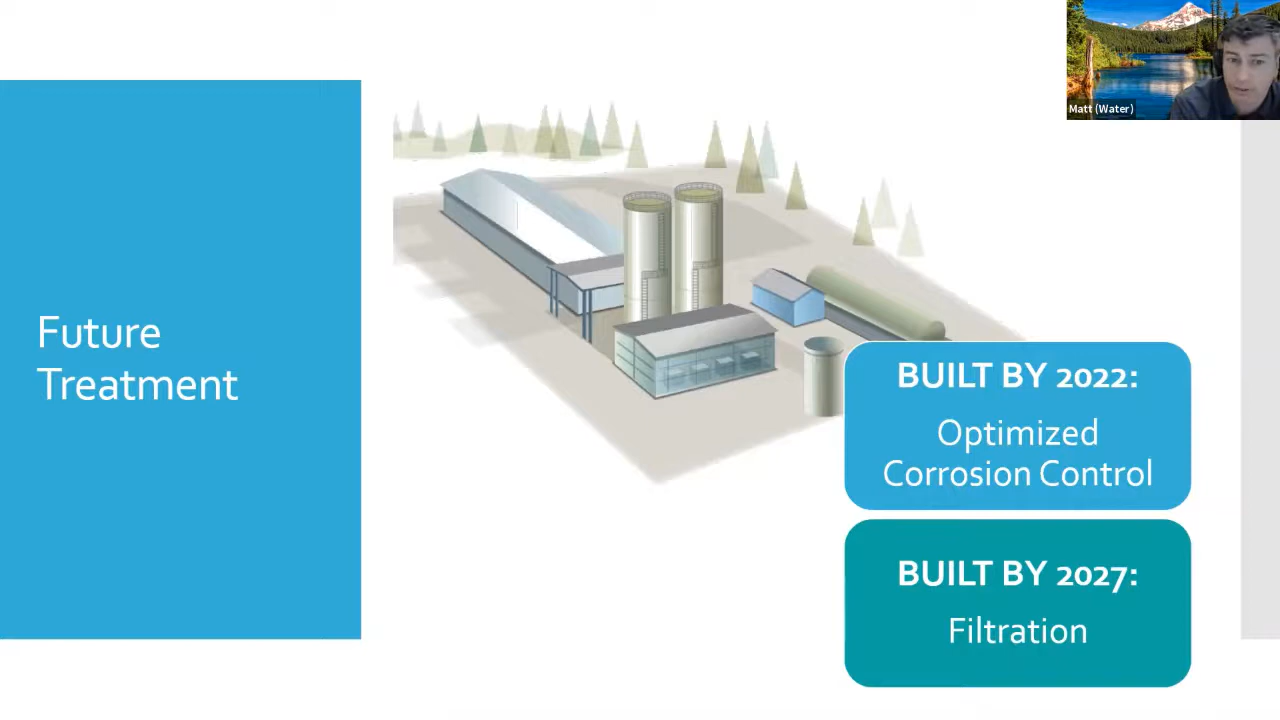 Matt (Water)
Future
Treatment
BUILT BY 2022:
Optimized
Corrosion Control
BUILT BY 2027:
Filtration